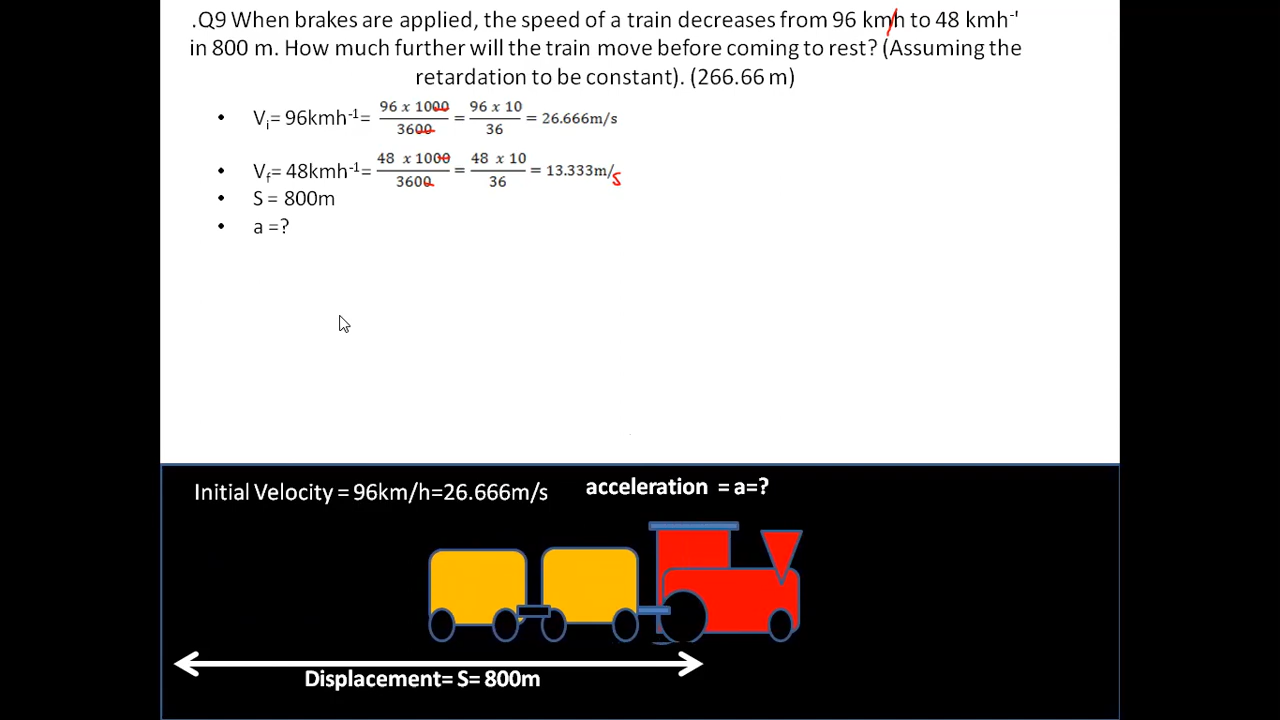 .Q9 When brakes are applied, the speed of a train decreases from 96 km/h to 48 kmh⁻'
in 800 m. How much further will the train move before coming to rest? (Assuming the
retardation to be constant). (266.66 m)
• Vᵢ= 96kmh⁻¹= 96 x 1000/3600 = 96 x 10/36 = 26.666m/s
• V_f= 48kmh⁻¹= 48 x 1000/3600 = 48 x 10/36 = 13.333m/s
• S = 800m
• a =?
Initial Velocity = 96km/h=26.666m/s acceleration = a=?
Displacement= S= 800m